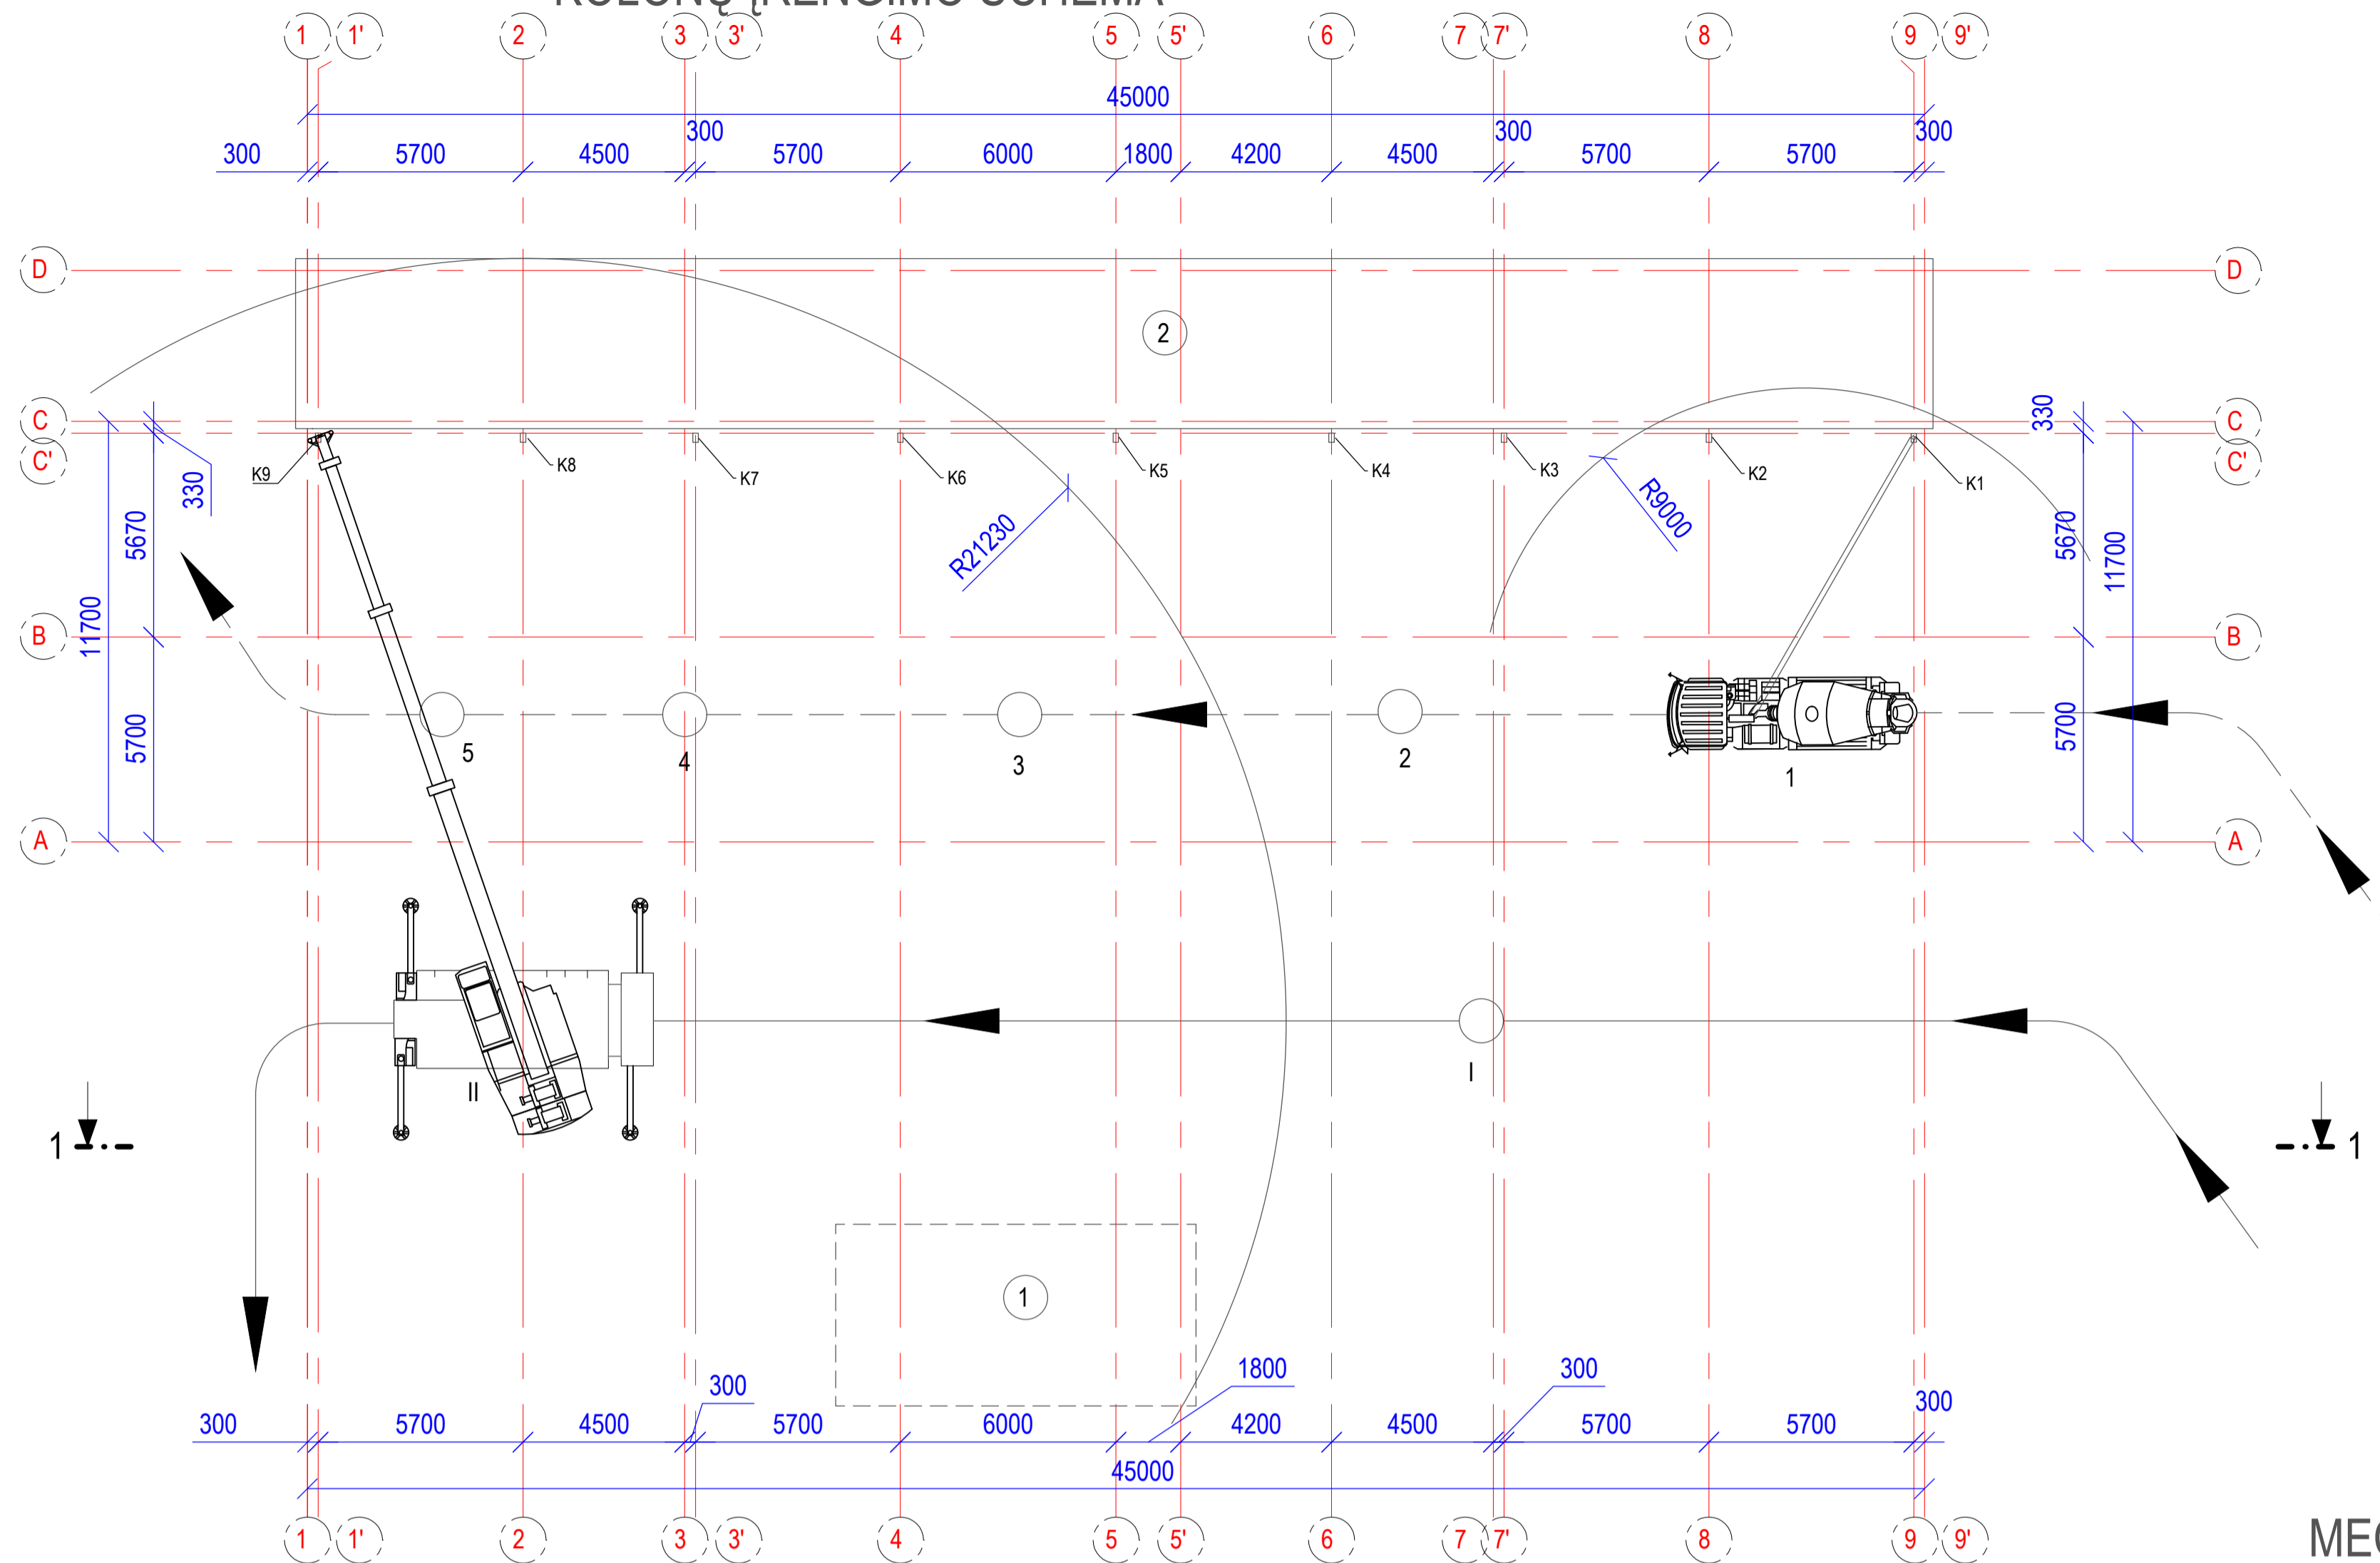 KOLONŲ ĮRENGIMO SCHEMA
1 1' 2 3 3' 4 5 5' 6 7 7' 8 9 9'
45000
300 5700 4500 300 5700 6000 1800 4200 4500 300 5700 5700 300
D D
2
C C
C' C'
330 330
K9 K8 K7 K6 K5 K4 K3 K2 K1
R21230 R9000
5670 11700 5670 11700
B B
5 4 3 2 1
5700 5700
A A
II I
1 1
1
300 1800 300
300 5700 4500 5700 6000 4200 4500 5700 5700 300
45000
1 1' 2 3 3' 4 5 5' 6 7 7' 8 9 9'